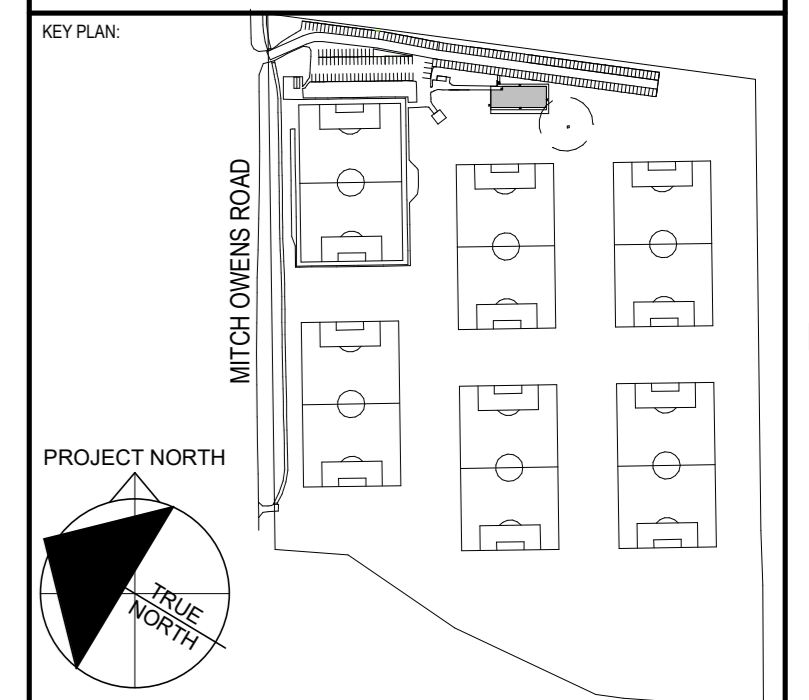 KEY PLAN:
MITCH OWENS ROAD
PROJECT NORTH
TRUE
NORTH